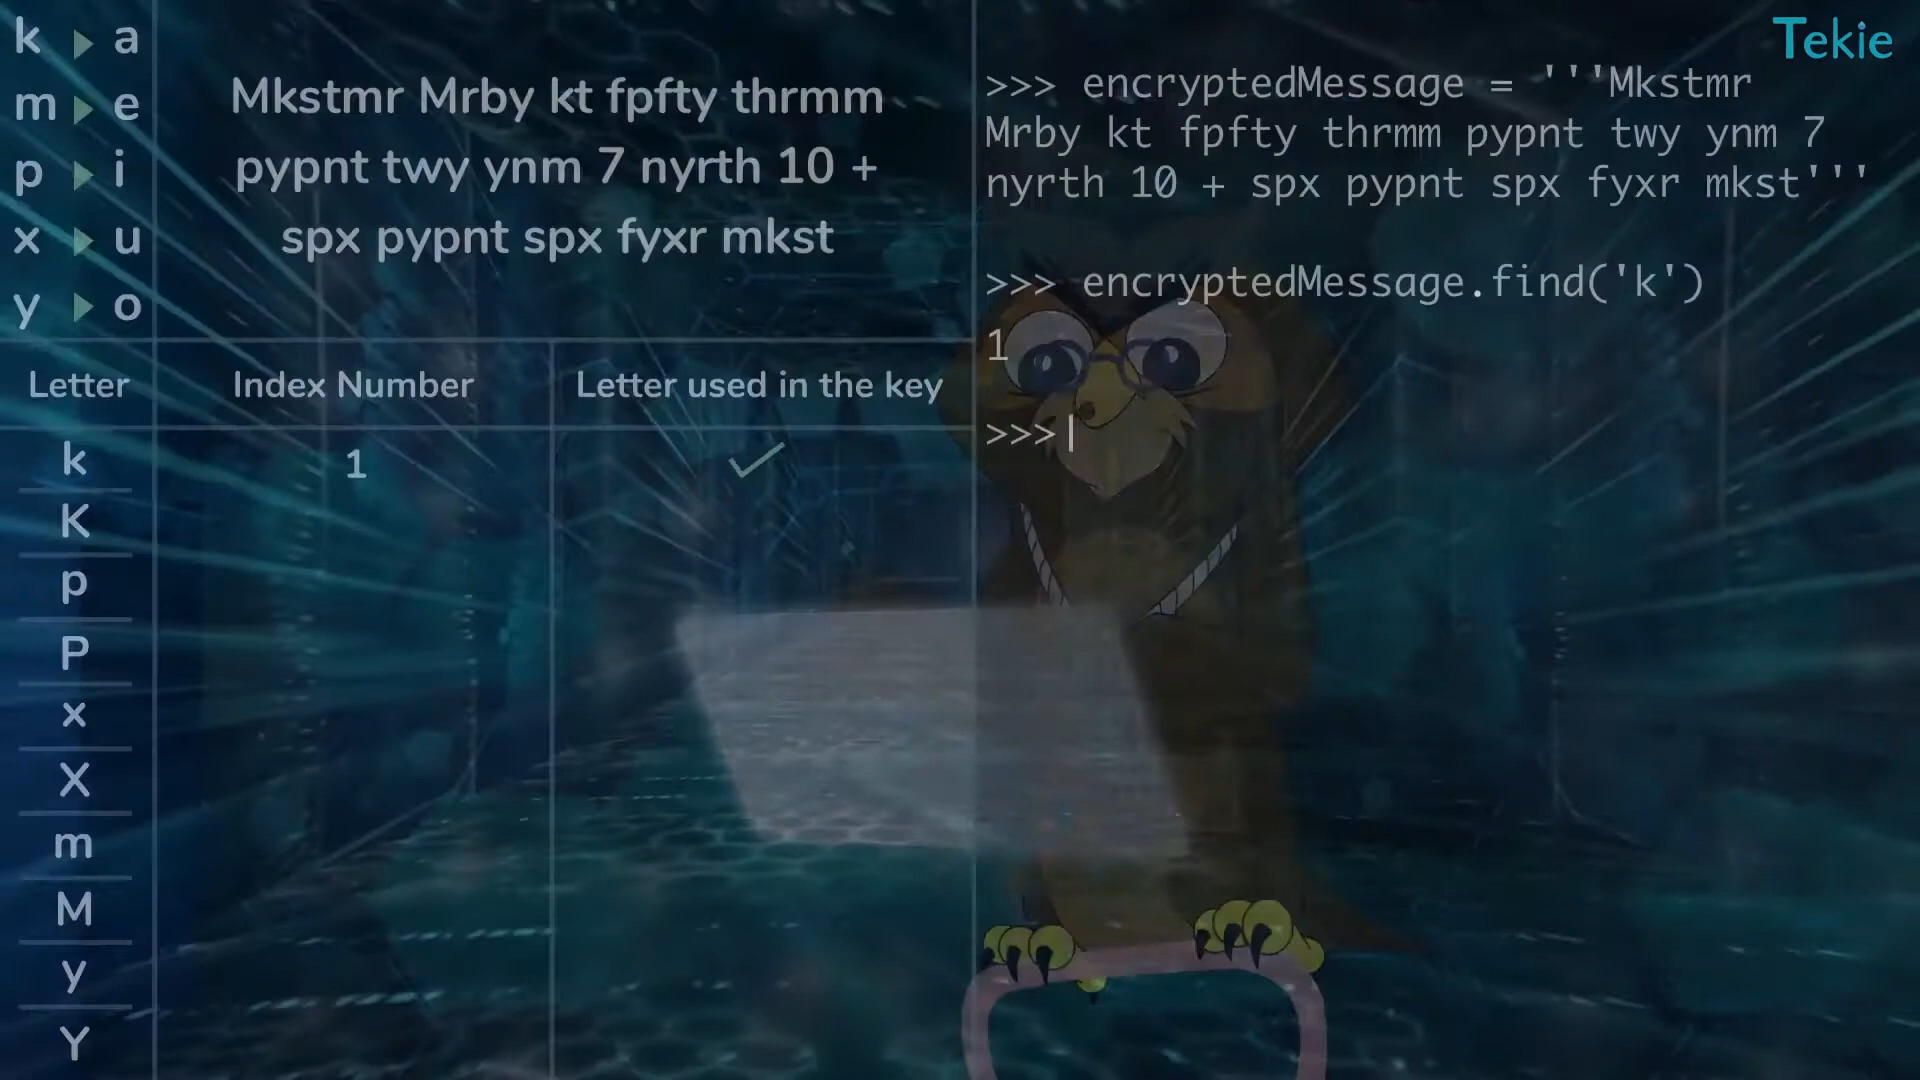 k ▶ a
m ▶ e
p ▶ i
x ▶ u
y ▶ o
Mkstmr Mrby kt fpfty thrmm
pypnt twy ynm 7 nyrth 10 +
spx pypnt spx fyxr mkst
Letter Index Number Letter used in the key
k 1 ✓
K
p
P
x
X
m
M
y
Y
Tekie
>>> encryptedMessage = '''Mkstmr
Mrby kt fpfty thrmm pypnt twy ynm 7
nyrth 10 + spx pypnt spx fyxr mkst'''
>>> encryptedMessage.find('k')
1
>>>